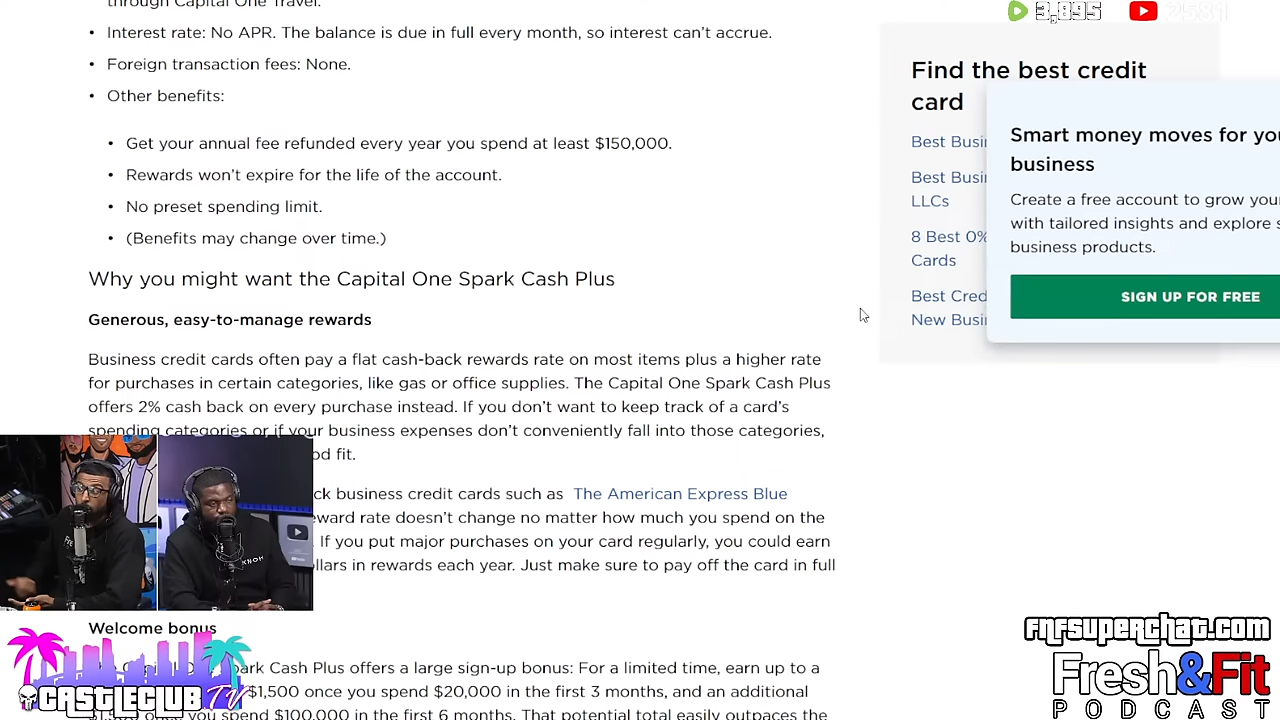 through Capital One Travel.
• Interest rate: No APR. The balance is due in full every month, so interest can't accrue.
• Foreign transaction fees: None.
• Other benefits:
• Get your annual fee refunded every year you spend at least $150,000.
• Rewards won't expire for the life of the account.
• No preset spending limit.
• (Benefits may change over time.)
Why you might want the Capital One Spark Cash Plus
Generous, easy-to-manage rewards
Business credit cards often pay a flat cash-back rewards rate on most items plus a higher rate
for purchases in certain categories, like gas or office supplies. The Capital One Spark Cash Plus
offers 2% cash back on every purchase instead. If you don't want to keep track of a card's
spending categories or if your business expenses don't conveniently fall into those categories,
od fit.
ck business credit cards such as The American Express Blue
eward rate doesn't change no matter how much you spend on the
If you put major purchases on your card regularly, you could earn
llars in rewards each year. Just make sure to pay off the card in full
Welcome bonus
ark Cash Plus offers a large sign-up bonus: For a limited time, earn up to a
$1,500 once you spend $20,000 in the first 3 months, and an additional
$1,500 once you spend $100,000 in the first 6 months. That potential total easily outpaces the
3,895
Find the best credit
card
Best Busi
Best Busi
LLCs
8 Best 0%
Cards
Best Cred
New Busi
Smart money moves for you
business
Create a free account to grow your
with tailored insights and explore s
business products.
SIGN UP FOR FREE
CASTLECLUB TV
FNFSUPERCHAT.COM
Fresh&Fit
PODCAST